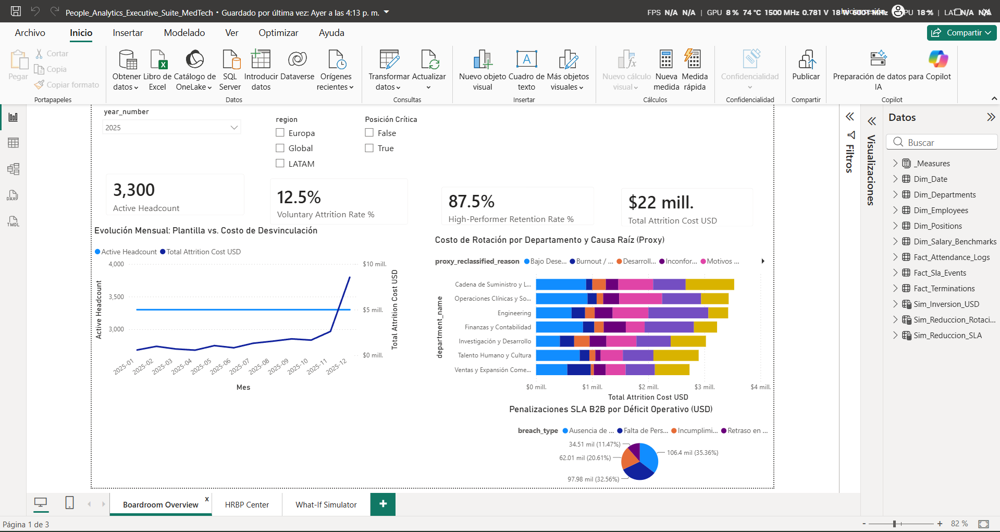 People_Analytics_Executive_Suite_MedTech • Guardado por última vez: Ayer a las 4:13 p. m.
FPS N/A N/A | GPU 8 % 74 °C 1500 MHz 0.781 V 18 W
18 % | LAT N/A N/A
Archivo Inicio Insertar Modelado Ver Optimizar Ayuda
Compartir
Pegar
Cortar
Copia
Copiar formato
Portapapeles
Obtener datos
Libro de Excel
Catálogo de OneLake
SQL Server
Introducir datos
Dataverse
Orígenes recientes
Datos
Transformar datos
Actualizar
Consultas
Nuevo objeto visual
Cuadro de texto
Más objetos visuales
Insertar
Nuevo cálculo visual
Nueva medida
Medida rápida
Cálculos
Confidencialidad
Confidencialidad
Publicar
Compartir
Preparación de datos para IA
Copilot
Copilot
DAX
TMDL
year_number
2025
region
Europa
Global
LATAM
Posición Crítica
False
True
3,300
Active Headcount
12.5%
Voluntary Attrition Rate %
87.5%
High-Performer Retention Rate %
$22 mill.
Total Attrition Cost USD
Evolución Mensual: Plantilla vs. Costo de Desvinculación
Active Headcount Total Attrition Cost USD
Active Headcount
4,000
3,500
3,000
$10 mill.
$5 mill.
$0 mill.
Total Attrition Cost USD
2025-01 2025-02 2025-03 2025-04 2025-05 2025-06 2025-07 2025-08 2025-09 2025-10 2025-11 2025-12
Mes
Costo de Rotación por Departamento y Causa Raíz (Proxy)
proxy_reclassified_reason Bajo Dese... Burnout / ... Desarroll... Inconfor... Motivos ...
department_name
Cadena de Suministro y L...
Operaciones Clínicas y So...
Engineering
Finanzas y Contabilidad
Investigación y Desarrollo
Talento Humano y Cultura
Ventas y Expansión Come...
$0 mill. $1 mill. $2 mill. $3 mill. $4 mill.
Total Attrition Cost USD
Penalizaciones SLA B2B por Déficit Operativo (USD)
breach_type Ausencia de ... Falta de Pers... Incumplimi... Retraso en ...
34.51 mil (11.47%)
106.4 mil (35.36%)
62.01 mil (20.61%)
97.98 mil (32.56%)
Filtros
Visualizaciones
Datos
Buscar
_Measures
Dim_Date
Dim_Departments
Dim_Employees
Dim_Positions
Dim_Salary_Benchmarks
Fact_Attendance_Logs
Fact_Sla_Events
Fact_Terminations
Sim_Inversion_USD
Sim_Reduccion_Rotaci...
Sim_Reduccion_SLA
Boardroom Overview x
HRBP Center
What-If Simulator
+
Página 1 de 3
- + 82 %